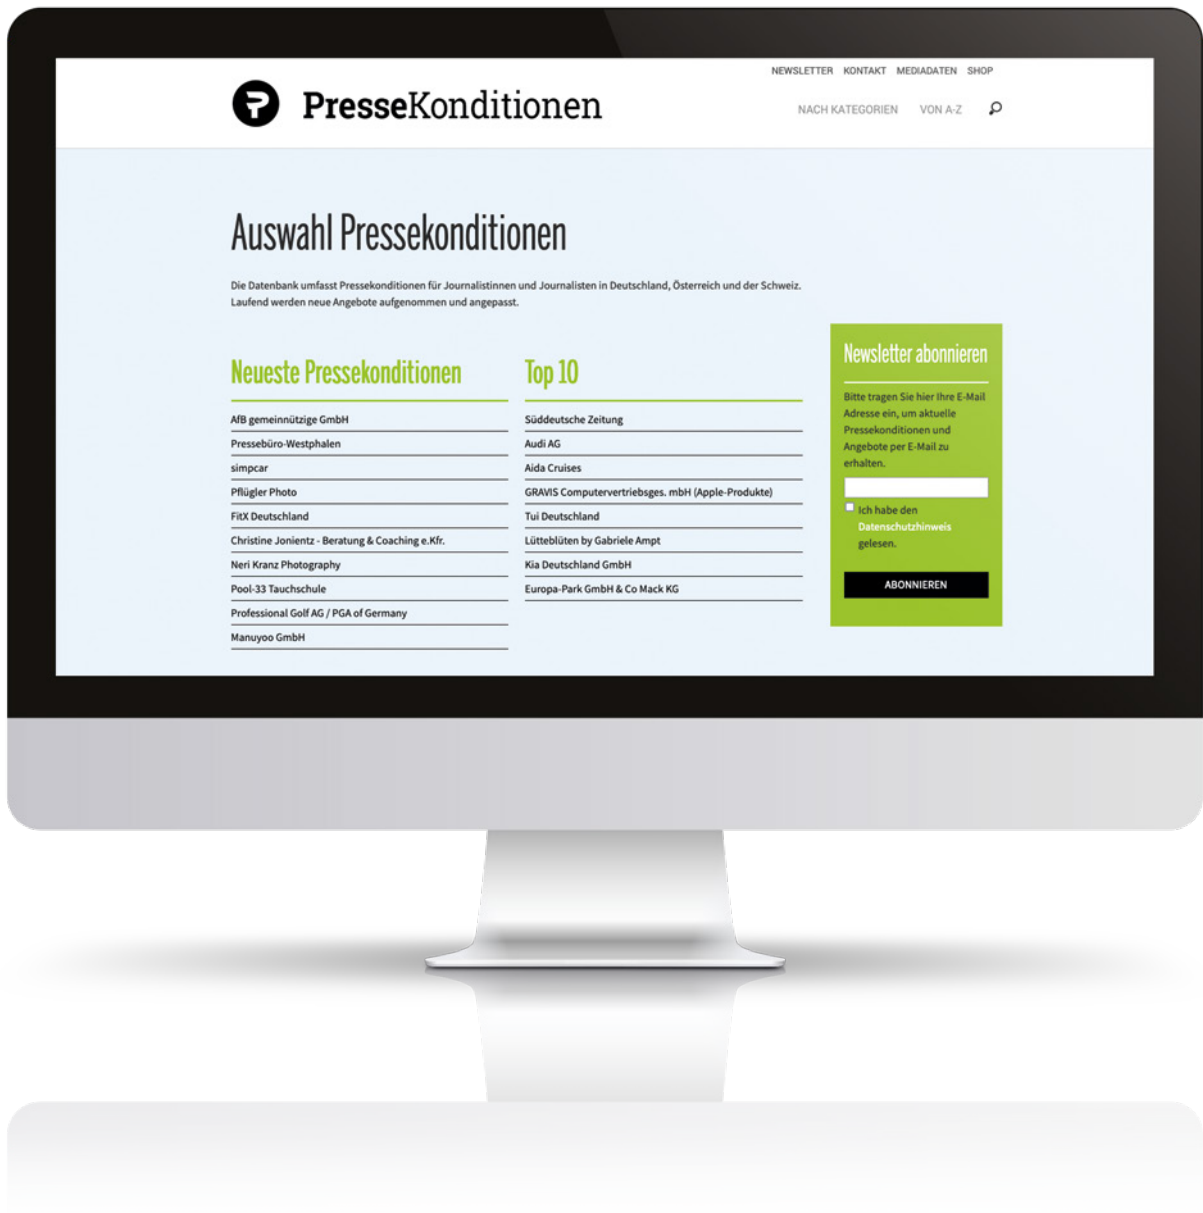 NEWSLETTER KONTAKT MEDIADATEN SHOP
PresseKonditionen
NACH KATEGORIEN VON A-Z
Auswahl Pressekonditionen
Die Datenbank umfasst Pressekonditionen für Journalistinnen und Journalisten in Deutschland, Österreich und der Schweiz.
Laufend werden neue Angebote aufgenommen und angepasst.
Neueste Pressekonditionen
AfB gemeinnützige GmbH
Pressebüro-Westphalen
simpcar
Pflügler Photo
FitX Deutschland
Christine Jonientz - Beratung & Coaching e.Kfr.
Neri Kranz Photography
Pool-33 Tauchschule
Professional Golf AG / PGA of Germany
Manuyoo GmbH
Top 10
Süddeutsche Zeitung
Audi AG
Aida Cruises
GRAVIS Computervertriebsges. mbH (Apple-Produkte)
Tui Deutschland
Lütteblüten by Gabriele Ampt
Kia Deutschland GmbH
Europa-Park GmbH & Co Mack KG
Newsletter abonnieren
Bitte tragen Sie hier Ihre E-Mail
Adresse ein, um aktuelle
Pressekonditionen und
Angebote per E-Mail zu
erhalten.
Ich habe den
Datenschutzhinweis
gelesen.
ABONNIEREN